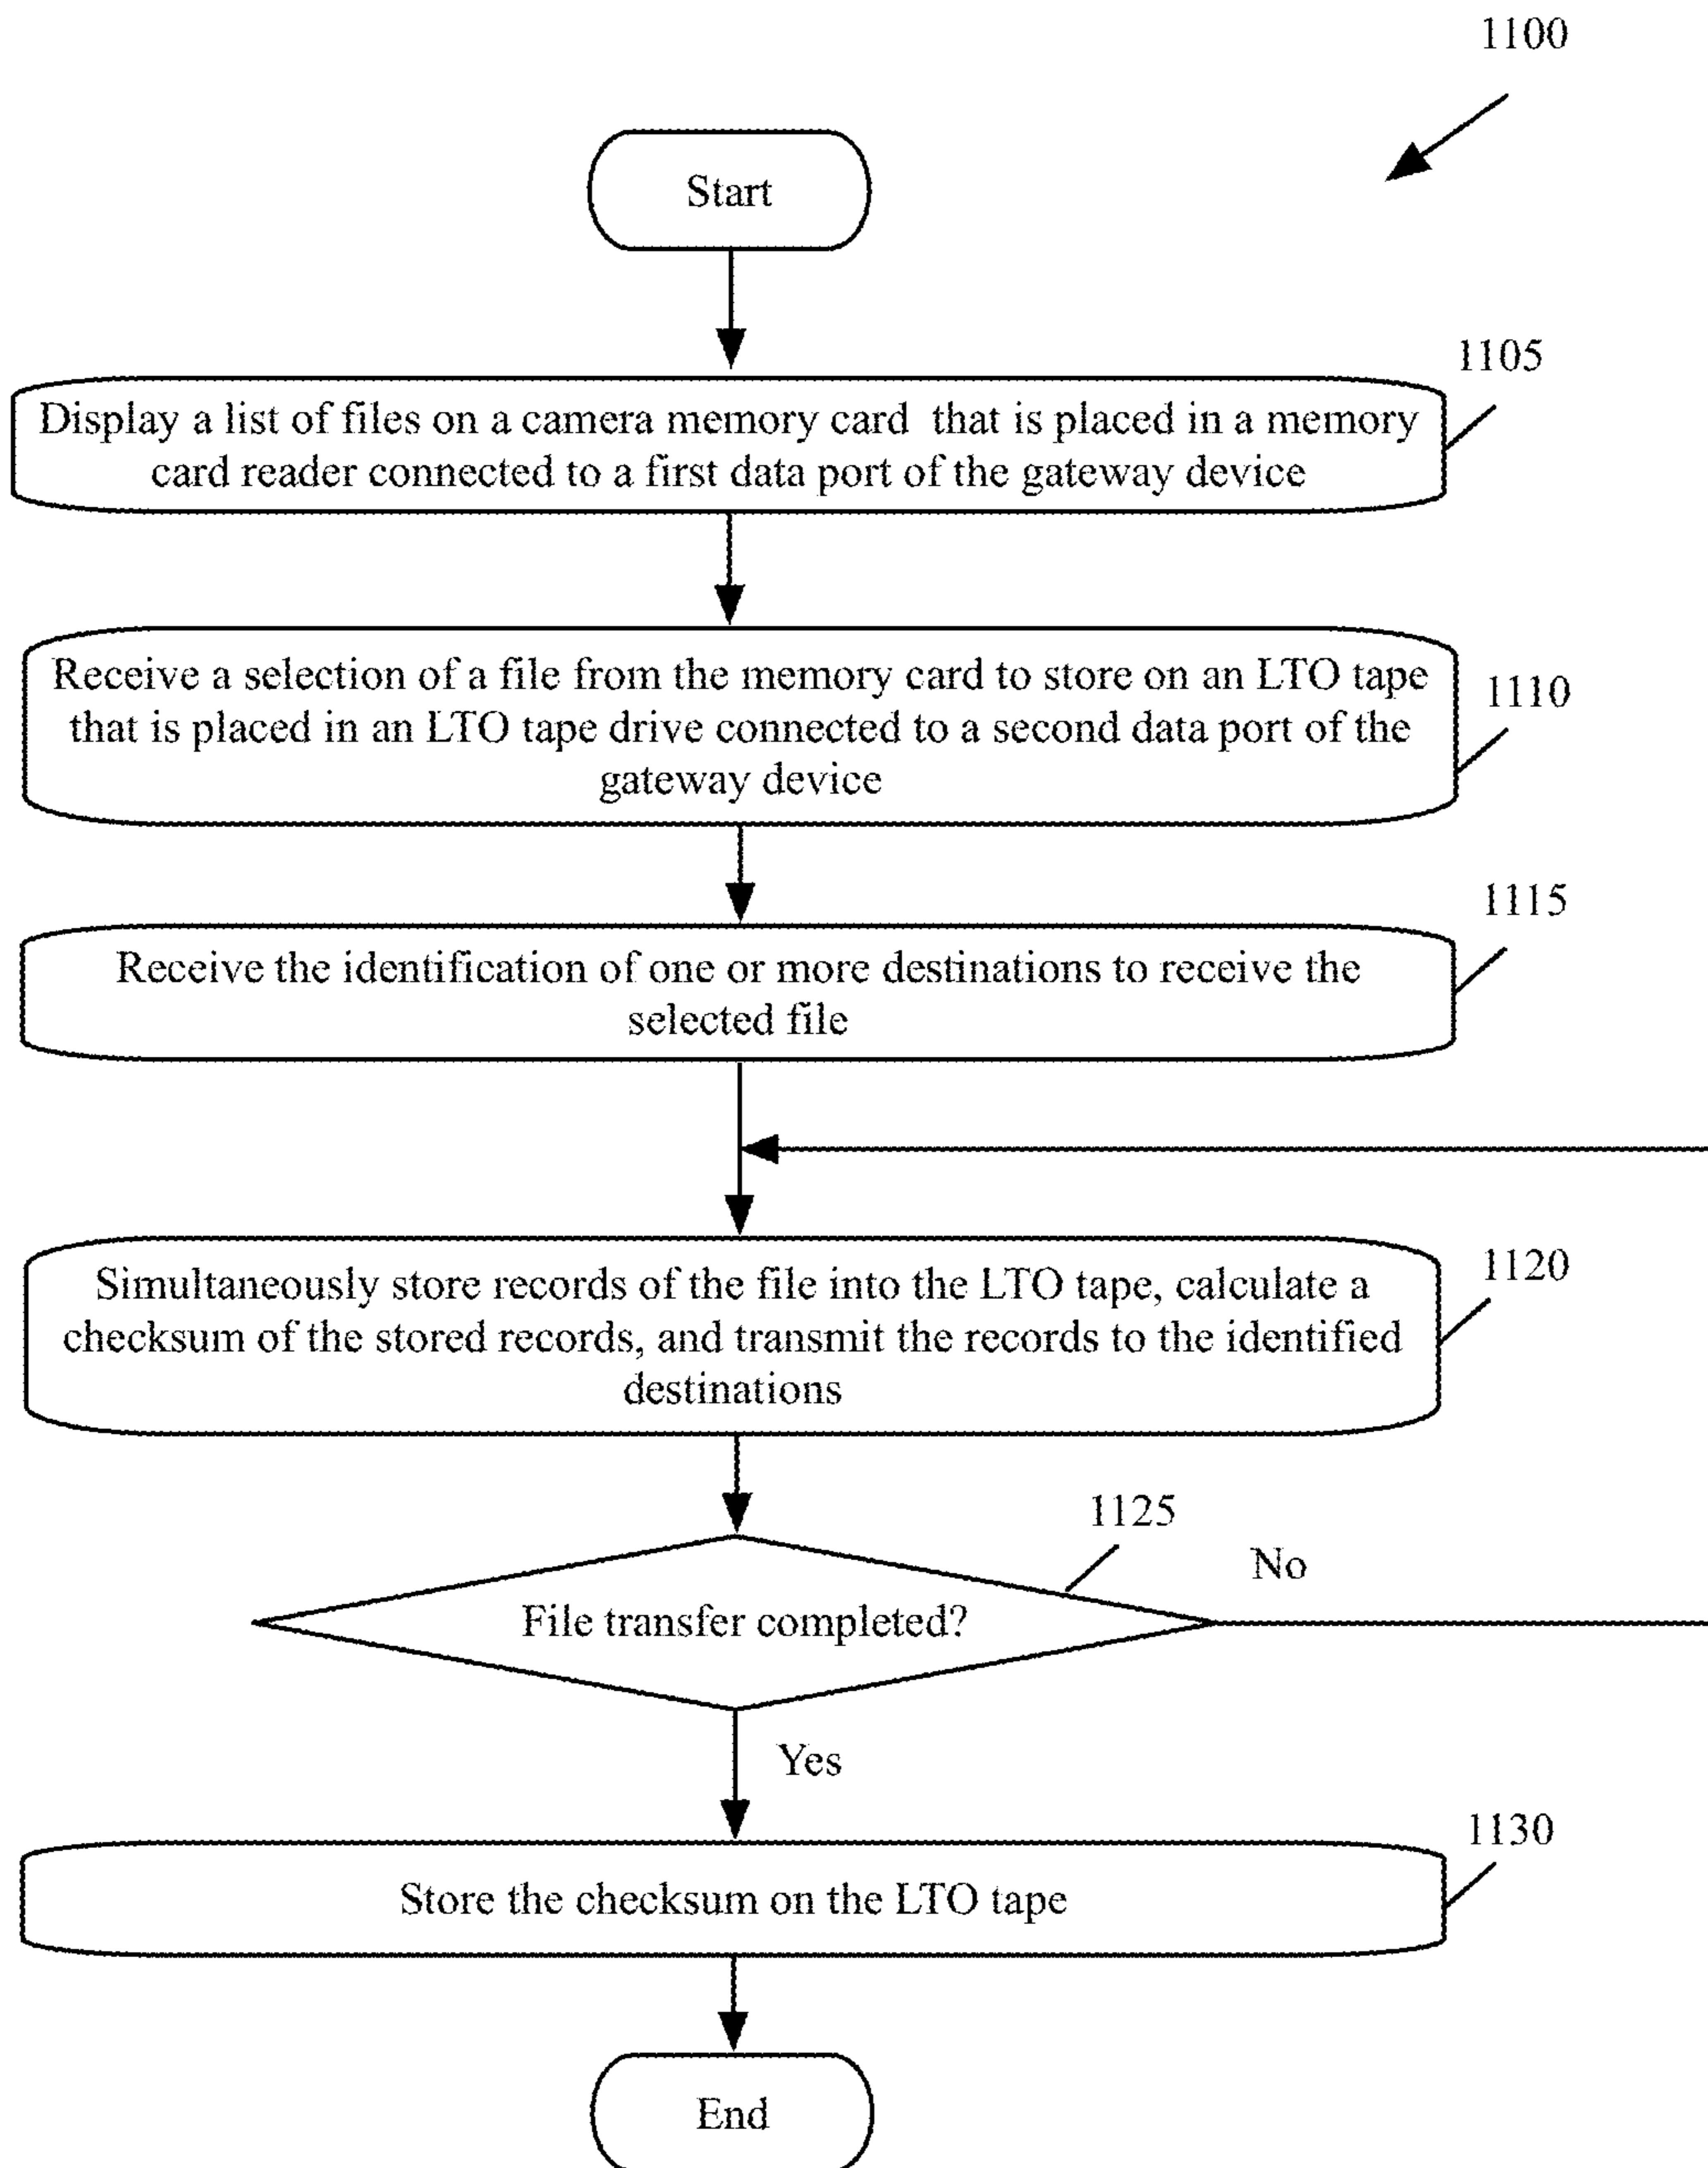 1100
Start
1105
Display a list of files on a camera memory card that is placed in a memory
card reader connected to a first data port of the gateway device
Receive a selection of a file from the memory card to store on an LTO tape
that is placed in an LTO tape drive connected to a second data port of the
gateway device
1110
1115
Receive the identification of one or more destinations to receive the
selected file
1120
Simultaneously store records of the file into the LTO tape, calculate a
checksum of the stored records, and transmit the records to the identified
destinations
1125
No
File transfer completed?
Yes
1130
Store the checksum on the LTO tape
End